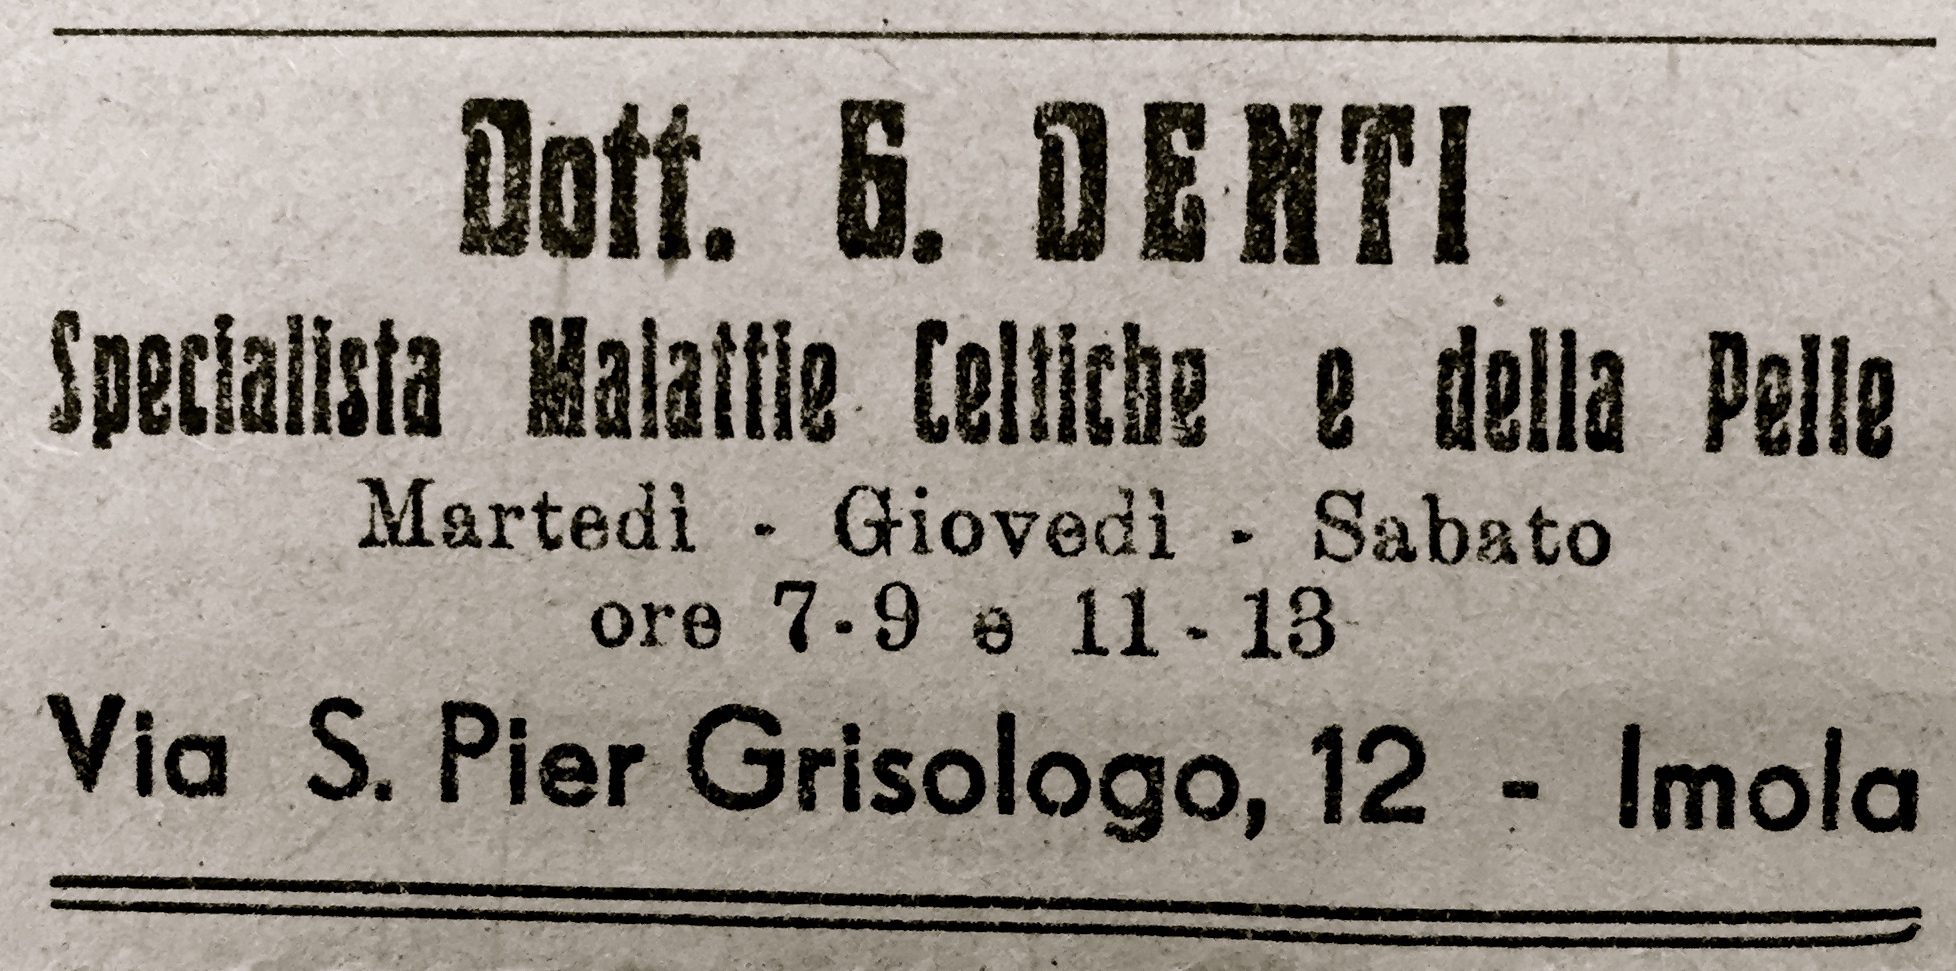 Dott. G. DENTI
Specialista Malattie Celtiche e della Pelle
Martedì - Giovedì - Sabato
ore 7-9 e 11-13
Via S. Pier Grisologo, 12 - Imola